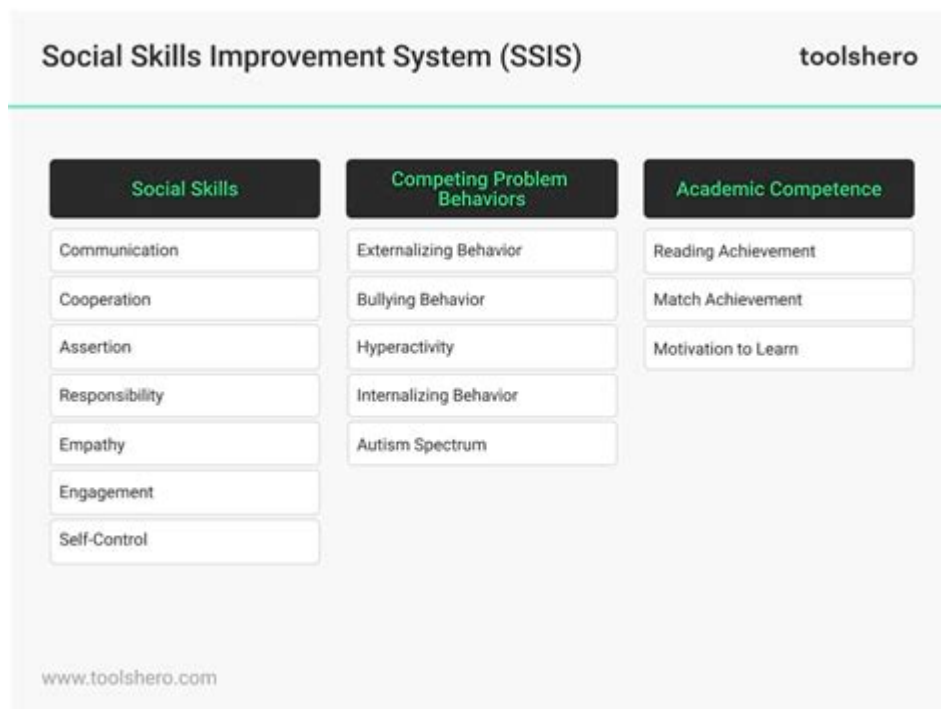 Social Skills Improvement System (SSIS)
toolshero
Social Skills
Communication
Cooperation
Assertion
Responsibility
Empathy
Engagement
Self-Control
Competing Problem
Behaviors
Externalizing Behavior
Bullying Behavior
Hyperactivity
Internalizing Behavior
Autism Spectrum
Academic Competence
Reading Achievement
Match Achievement
Motivation to Learn
www.toolshero.com